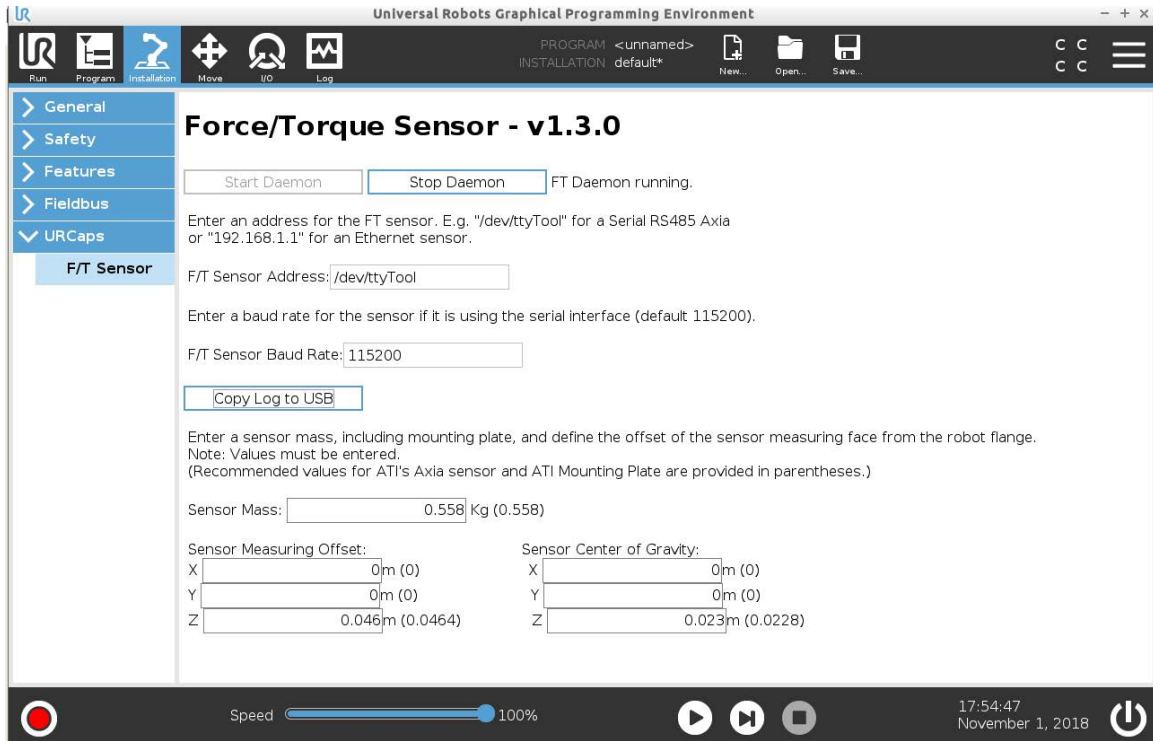 UR
Universal Robots Graphical Programming Environment
Run
Program
Installation
Move
I/O
Log
PROGRAM <unnamed>
INSTALLATION default*
New...
Open...
Save...
C C
C C
General
Safety
Features
Fieldbus
URCaps
F/T Sensor
Force/Torque Sensor - v1.3.0
Start Daemon
Stop Daemon
FT Daemon running.
Enter an address for the FT sensor. E.g. "/dev/ttyTool" for a Serial RS485 Axia
or "192.168.1.1" for an Ethernet sensor.
F/T Sensor Address: /dev/ttyTool
Enter a baud rate for the sensor if it is using the serial interface (default 115200).
F/T Sensor Baud Rate: 115200
Copy Log to USB
Enter a sensor mass, including mounting plate, and define the offset of the sensor measuring face from the robot flange.
Note: Values must be entered.
(Recommended values for ATI's Axia sensor and ATI Mounting Plate are provided in parentheses.)
Sensor Mass: 0.558 Kg (0.558)
Sensor Measuring Offset:
X 0m (0)
Y 0m (0)
Z 0.046m (0.0464)
Sensor Center of Gravity:
X 0m (0)
Y 0m (0)
Z 0.023m (0.0228)
Speed 100%
17:54:47
November 1, 2018